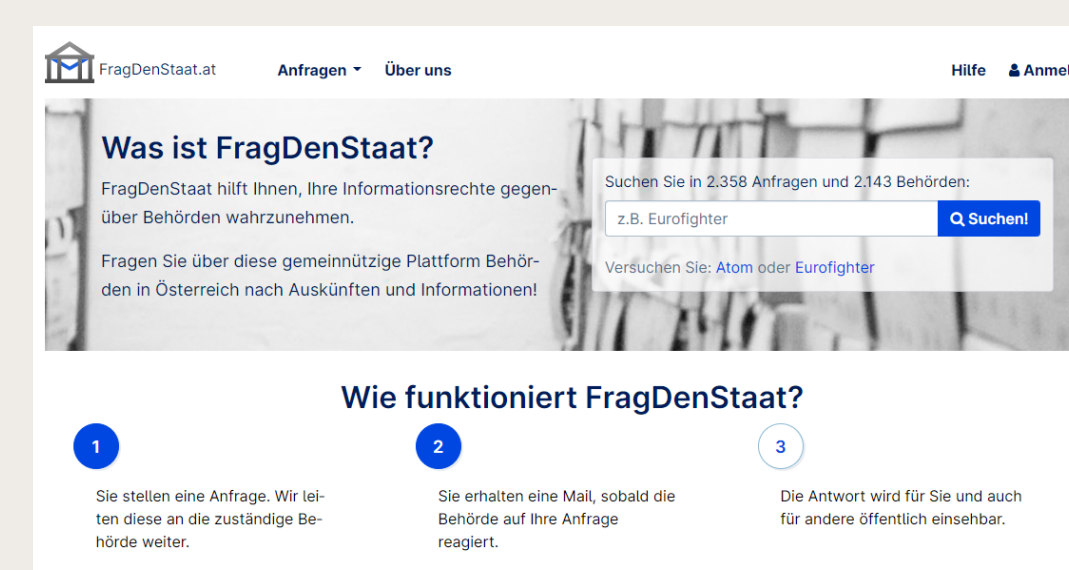 FragDenStaat.at
Anfragen
Über uns
Hilfe
Anmel
Was ist FragDenStaat?
FragDenStaat hilft Ihnen, Ihre Informationsrechte gegen-
über Behörden wahrzunehmen.
Fragen Sie über diese gemeinnützige Plattform Behör-
den in Österreich nach Auskünften und Informationen!
Suchen Sie in 2.358 Anfragen und 2.143 Behörden:
z.B. Eurofighter
Suchen!
Versuchen Sie: Atom oder Eurofighter
Wie funktioniert FragDenStaat?
1
Sie stellen eine Anfrage. Wir lei-
ten diese an die zuständige Be-
hörde weiter.
2
Sie erhalten eine Mail, sobald die
Behörde auf Ihre Anfrage
reagiert.
3
Die Antwort wird für Sie und auch
für andere öffentlich einsehbar.